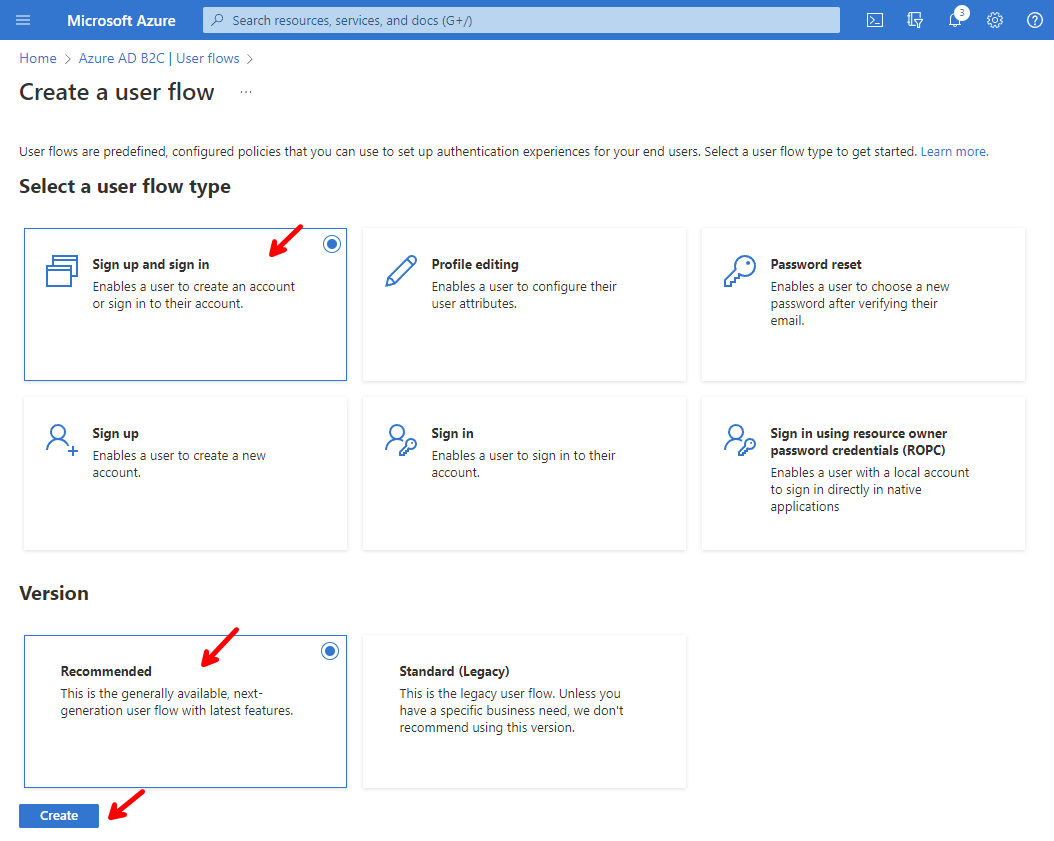 Microsoft Azure
Search resources, services, and docs (G+/)
3
Home > Azure AD B2C | User flows >
Create a user flow ...
User flows are predefined, configured policies that you can use to set up authentication experiences for your end users. Select a user flow type to get started. Learn more.
Select a user flow type
Sign up and sign in
Enables a user to create an account
or sign in to their account.
Profile editing
Enables a user to configure their
user attributes.
Password reset
Enables a user to choose a new
password after verifying their
email.
Sign up
Enables a user to create a new
account.
Sign in
Enables a user to sign in to their
account.
Sign in using resource owner
password credentials (ROPC)
Enables a user with a local account
to sign in directly in native
applications
Version
Recommended
This is the generally available, next-
generation user flow with latest features.
Standard (Legacy)
This is the legacy user flow. Unless you
have a specific business need, we don't
recommend using this version.
Create